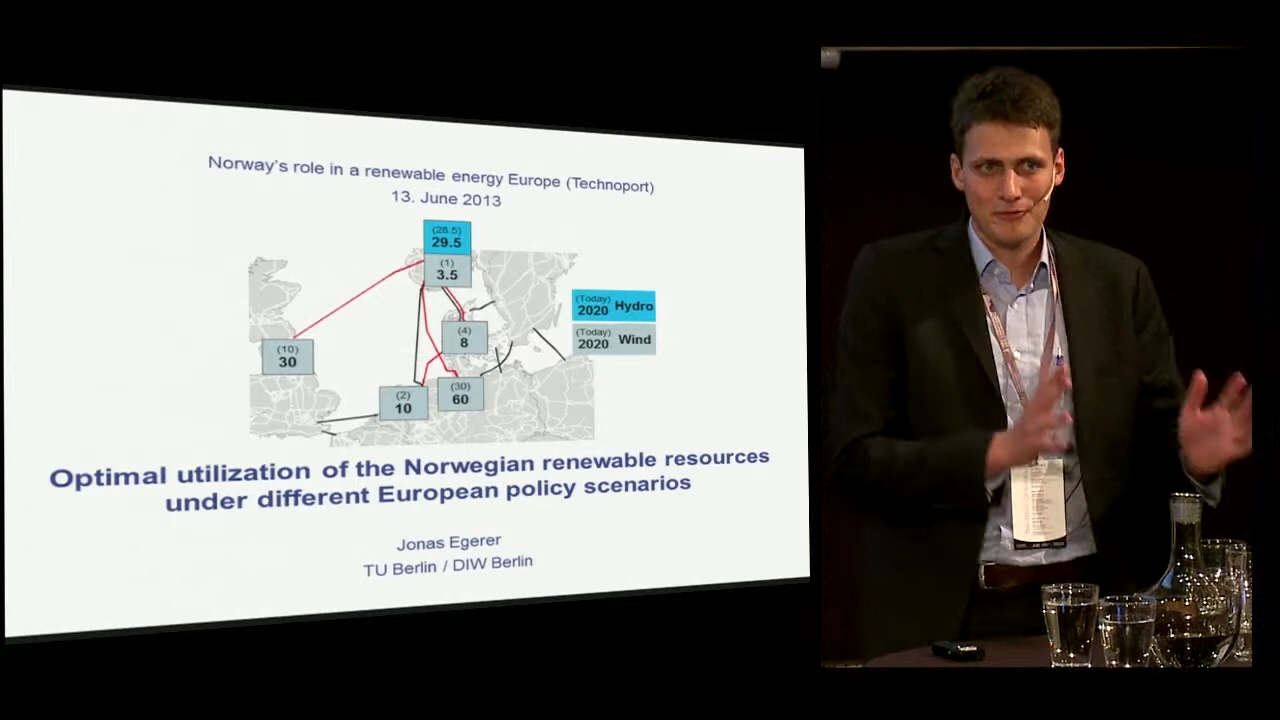 Norway's role in a renewable energy Europe (Technoport)
13. June 2013
(28.5)
29.5
(1)
3.5
(Today)
2020 Hydro
(Today)
2020 Wind
(4)
8
(10)
30
(2)
10
(30)
60
Optimal utilization of the Norwegian renewable resources
under different European policy scenarios
Jonas Egerer
TU Berlin / DIW Berlin